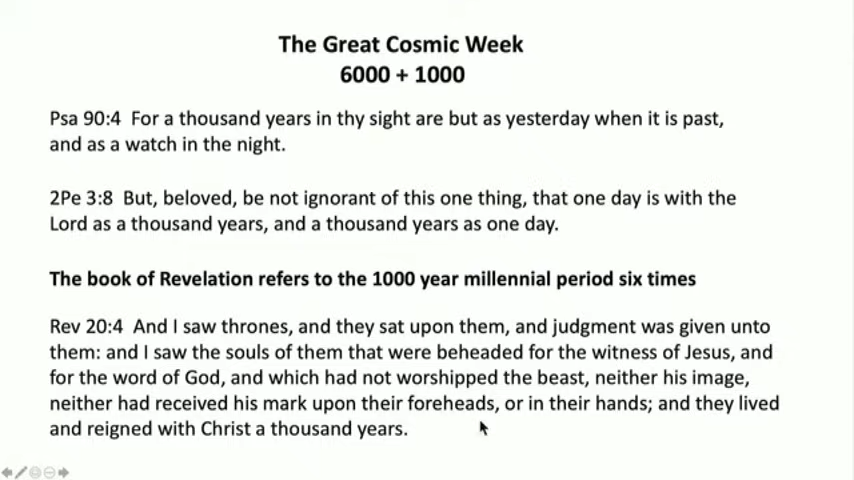 The Great Cosmic Week
6000 + 1000
Psa 90:4 For a thousand years in thy sight are but as yesterday when it is past,
and as a watch in the night.
2Pe 3:8 But, beloved, be not ignorant of this one thing, that one day is with the
Lord as a thousand years, and a thousand years as one day.
The book of Revelation refers to the 1000 year millennial period six times
Rev 20:4 And I saw thrones, and they sat upon them, and judgment was given unto
them: and I saw the souls of them that were beheaded for the witness of Jesus, and
for the word of God, and which had not worshipped the beast, neither his image,
neither had received his mark upon their foreheads, or in their hands; and they lived
and reigned with Christ a thousand years.